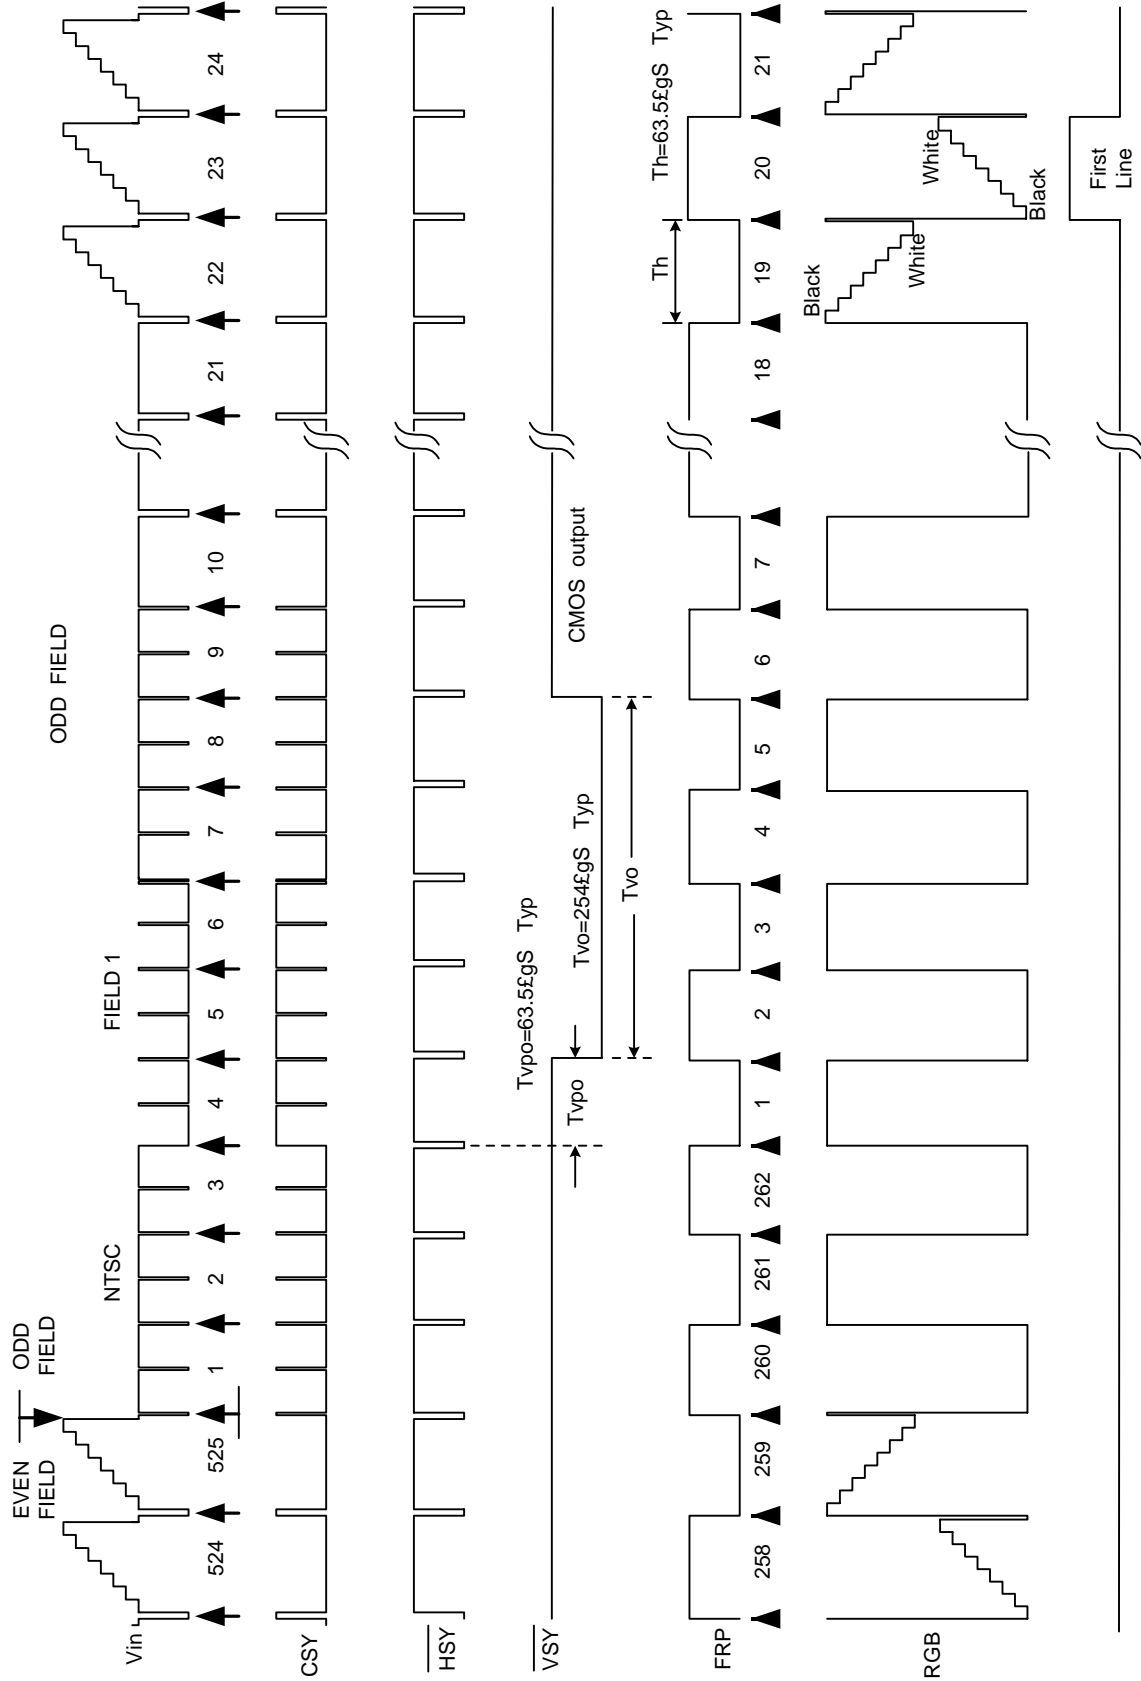 EVEN FIELD
ODD FIELD
NTSC
FIELD 1
ODD FIELD
Vin
524 525 1 2 3 4 5 6 7 8 9 10 21 22 23 24
CSY
HSY
VSY
Tvpo=63.5£gS Typ
Tvpo
Tvo=254£gS Typ
Tvo
CMOS output
FRP
Th
Th=63.5£gS Typ
258 259 260 261 262 1 2 3 4 5 6 7 18 19 20 21
RGB
Black
White
White
Black
First
Line